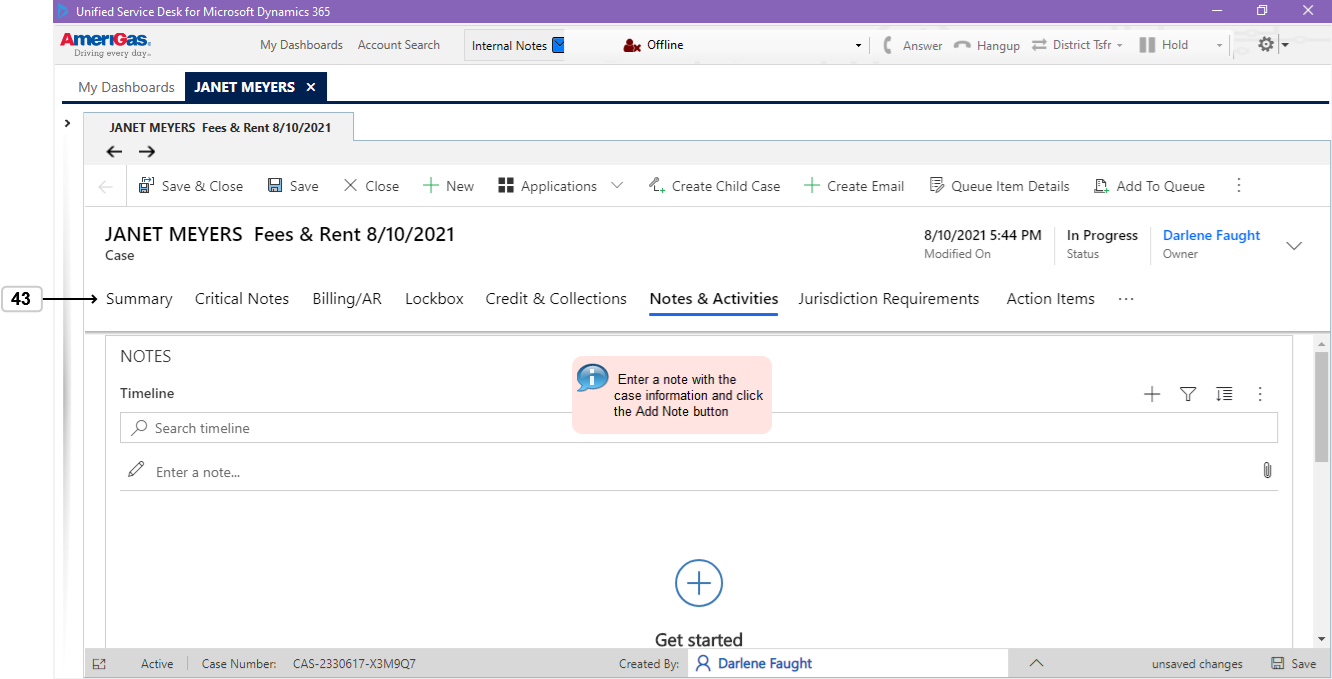 Unified Service Desk for Microsoft Dynamics 365
AmeriGas
Driving every day
My Dashboards Account Search Internal Notes Offline Answer Hangup District Tsfr Hold
My Dashboards JANET MEYERS ×
JANET MEYERS Fees & Rent 8/10/2021
Save & Close Save Close New Applications Create Child Case Create Email Queue Item Details Add To Queue
JANET MEYERS Fees & Rent 8/10/2021
Case
8/10/2021 5:44 PM
Modified On
In Progress
Status
Darlene Faught
Owner
43
Summary Critical Notes Billing/AR Lockbox Credit & Collections Notes & Activities Jurisdiction Requirements Action Items ...
NOTES
Timeline
Enter a note with the
case information and click
the Add Note button
Search timeline
Enter a note...
Get started
Active Case Number: CAS-2330617-X3M9Q7 Created By: Darlene Faught unsaved changes Save